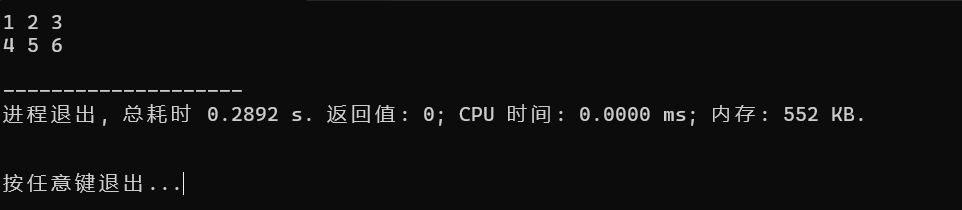 1 2 3
4 5 6
--------------------
进程退出, 总耗时 0.2892 s. 返回值: 0; CPU 时间: 0.0000 ms; 内存: 552 KB.
按任意键退出...